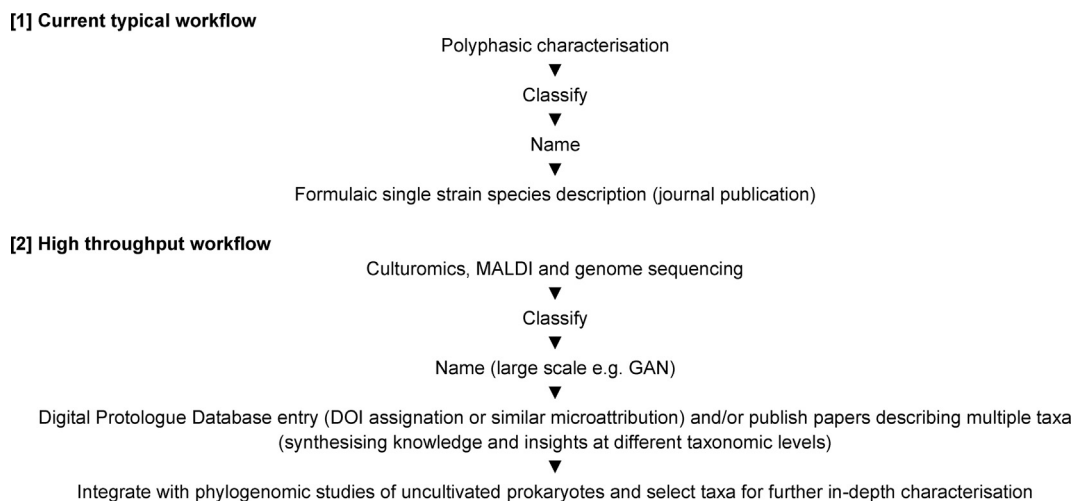 [1] Current typical workflow
Polyphasic characterisation
Classify
Name
Formulaic single strain species description (journal publication)
[2] High throughput workflow
Culturomics, MALDI and genome sequencing
Classify
Name (large scale e.g. GAN)
Digital Protologue Database entry (DOI assignation or similar microattribution) and/or publish papers describing multiple taxa
(synthesising knowledge and insights at different taxonomic levels)
Integrate with phylogenomic studies of uncultivated prokaryotes and select taxa for further in-depth characterisation